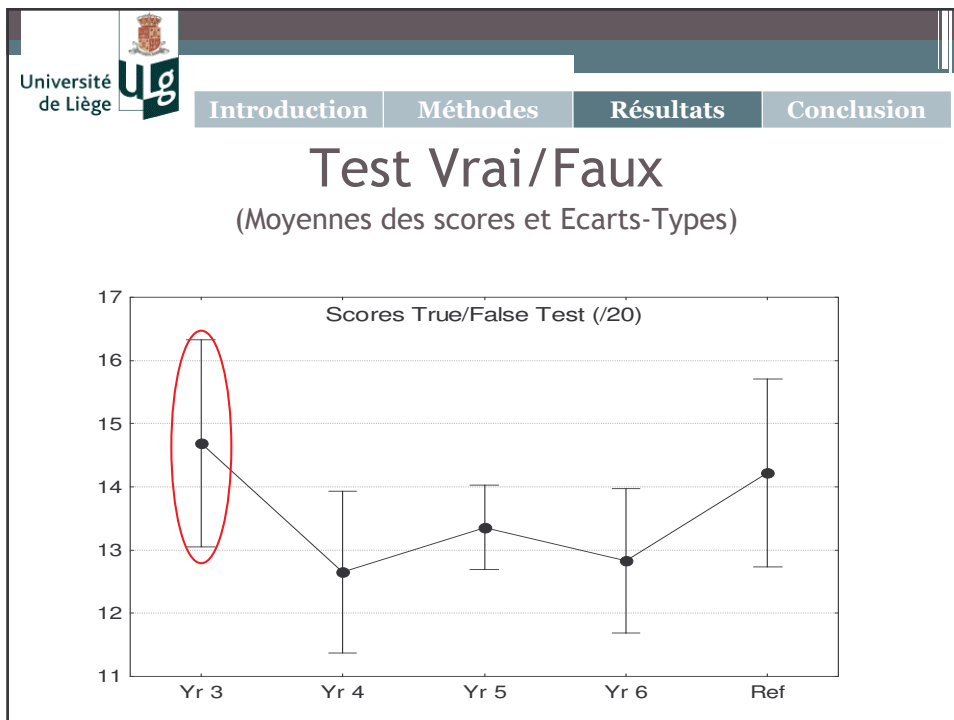 Université
de Liège
ULg
Introduction Méthodes Résultats Conclusion
Test Vrai/Faux
(Moyennes des scores et Ecarts-Types)
Scores True/False Test (/20)
17
16
15
14
13
12
11
Yr 3 Yr 4 Yr 5 Yr 6 Ref